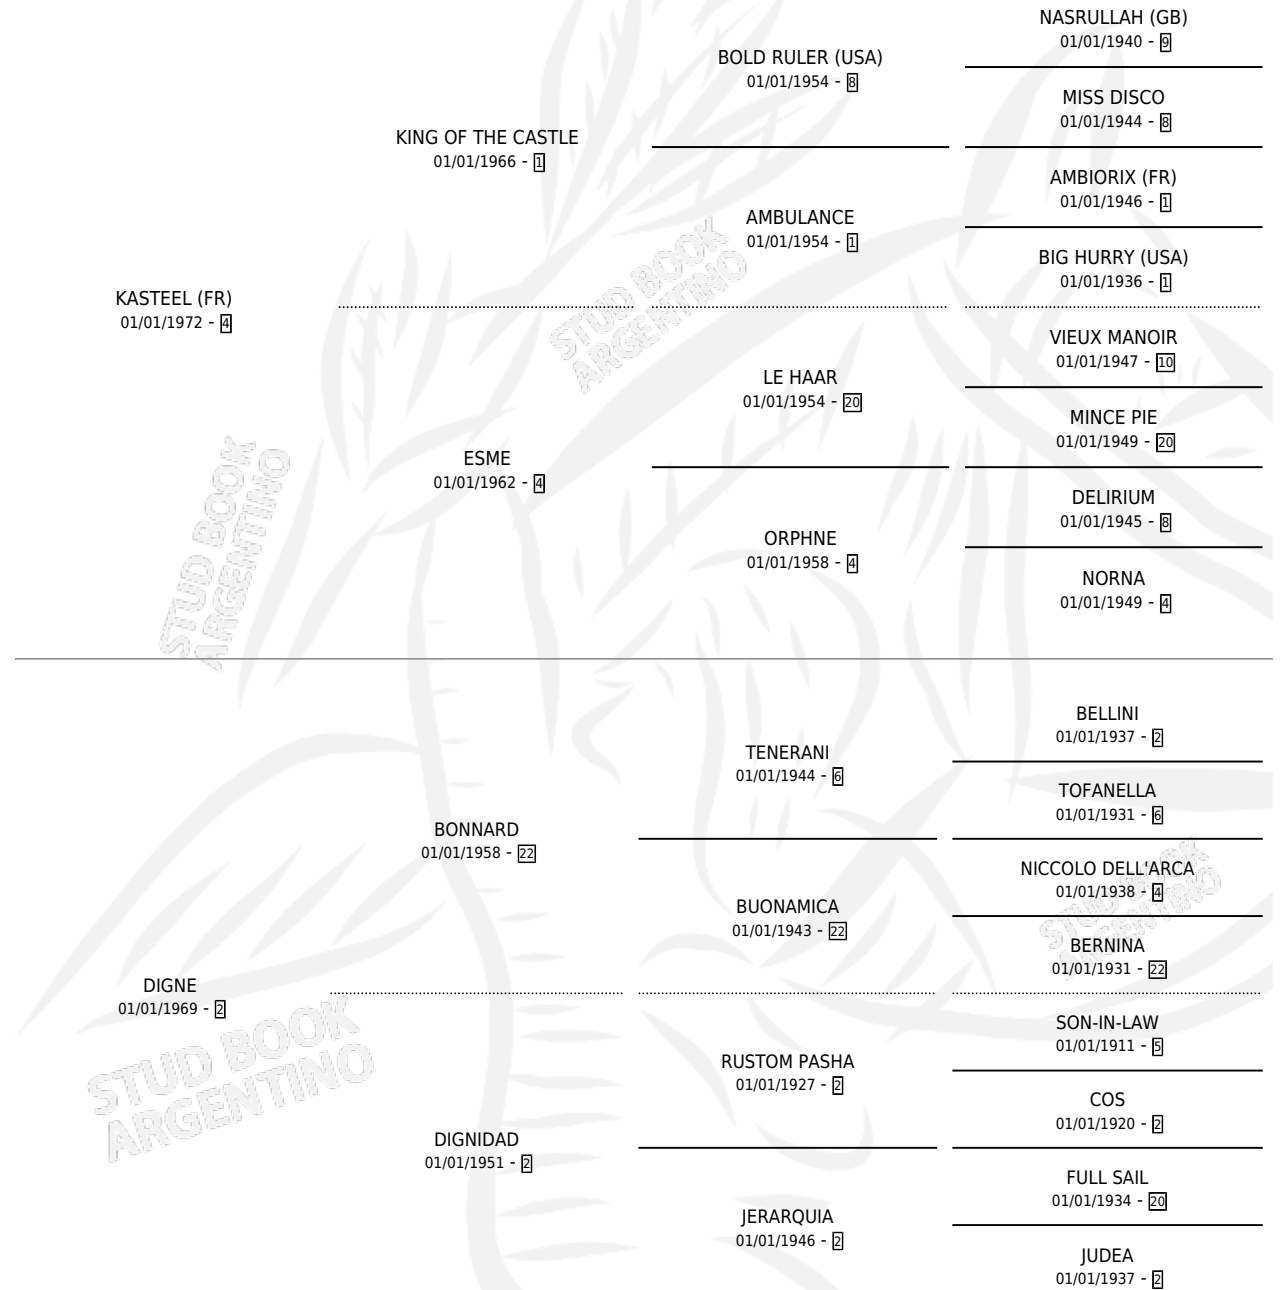 NASRULLAH (GB)
01/01/1940 - 9
BOLD RULER (USA)
01/01/1954 - 8
MISS DISCO
01/01/1944 - 8
KING OF THE CASTLE
01/01/1966 - 1
AMBIORIX (FR)
01/01/1946 - 1
AMBULANCE
01/01/1954 - 1
BIG HURRY (USA)
01/01/1936 - 1
KASTEEL (FR)
01/01/1972 - 4
VIEUX MANOIR
01/01/1947 - 10
LE HAAR
01/01/1954 - 20
MINCE PIE
01/01/1949 - 20
ESME
01/01/1962 - 4
DELIRIUM
01/01/1945 - 8
ORPHNE
01/01/1958 - 4
NORNA
01/01/1949 - 4
STUD BOOK
ARGENTINO
STUD BOOK
ARGENTINO
BELLINI
01/01/1937 - 2
TENERANI
01/01/1944 - 6
TOFANELLA
01/01/1931 - 6
BONNARD
01/01/1958 - 22
NICCOLO DELL'ARCA
01/01/1938 - 4
BUONAMICA
01/01/1943 - 22
BERNINA
01/01/1931 - 22
STUD BOOK
ARGENTINO
DIGNE
01/01/1969 - 2
SON-IN-LAW
01/01/1911 - 5
RUSTOM PASHA
01/01/1927 - 2
COS
01/01/1920 - 2
DIGNIDAD
01/01/1951 - 2
FULL SAIL
01/01/1934 - 20
JERARQUIA
01/01/1946 - 2
JUDEA
01/01/1937 - 2
STUD BOOK
ARGENTINO